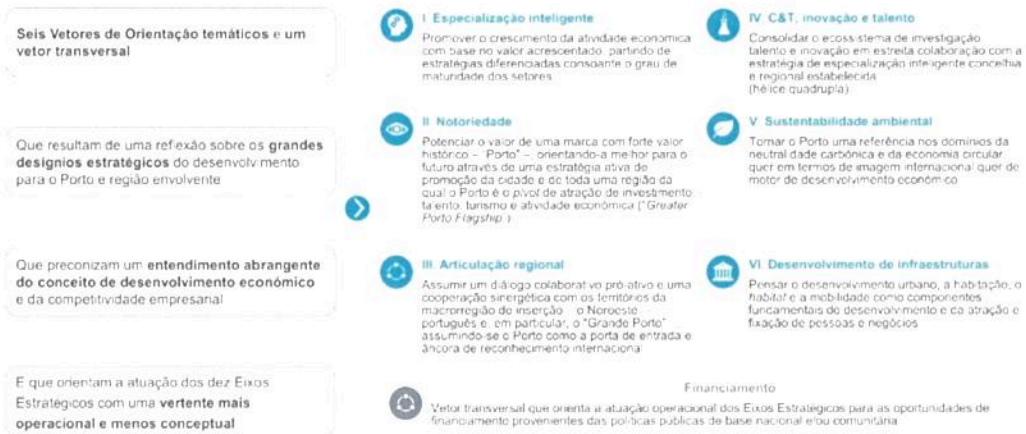 Seis Vetores de Orientação temáticos e um
vetor transversal
Que resultam de uma reflexão sobre os grandes
desígnios estratégicos do desenvolvimento
para o Porto e região envolvente
Que preconizam um entendimento abrangente
do conceito de desenvolvimento económico
e da competitividade empresarial
E que orientam a atuação dos dez Eixos
Estratégicos com uma vertente mais
operacional e menos conceptual
I. Especialização inteligente
Promover o crescimento da atividade económica
com base no valor acrescentado, partindo de
estratégias diferenciadas consoante o grau de
maturidade dos setores
II. Notoriedade
Potenciar o valor de uma marca com forte valor
histórico – "Porto" –, orientando-a melhor para o
futuro através de uma estratégia ativa de
promoção da cidade e de toda uma região da
qual o Porto é o pivot de atração de investimento,
talento, turismo e atividade económica ("Greater
Porto Flagship")
III. Articulação regional
Assumir um diálogo colaborativo pró-ativo e uma
cooperação sinergética com os territórios da
macrorregião de inserção – o Noroeste
português e, em particular, o "Grande Porto"
assumindo-se o Porto como a porta de entrada e
âncora de reconhecimento internacional
IV. C&T, inovação e talento
Consolidar o ecossistema de investigação
talento e inovação em estreita colaboração com a
estratégia de especialização inteligente concelhia
e regional estabelecida
(hélice quádrupla)
V. Sustentabilidade ambiental
Tornar o Porto uma referência nos domínios da
neutralidade carbónica e da economia circular
quer em termos de imagem internacional quer de
motor de desenvolvimento económico
VI. Desenvolvimento de infraestruturas
Pensar o desenvolvimento urbano, a habitação, o
habitat e a mobilidade como componentes
fundamentais do desenvolvimento e da atração e
fixação de pessoas e negócios
Financiamento
Vetor transversal que orienta a atuação operacional dos Eixos Estratégicos para as oportunidades de
financiamento provenientes das políticas públicas de base nacional e/ou comunitária